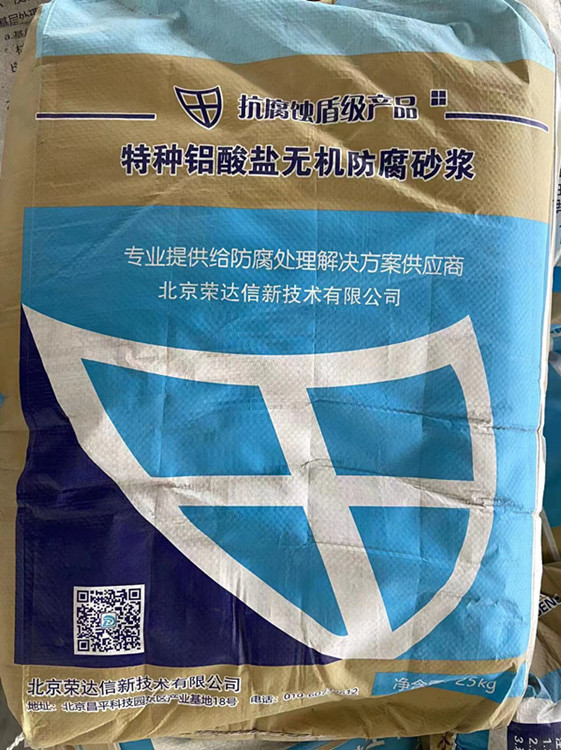 抗腐蚀盾级产品
特种铝酸盐无机防腐砂浆
专业提供给防腐处理解决方案供应商
北京荣达信新技术有限公司
北京荣达信新技术有限公司
地址：北京昌平科技园东区产业基地18号 电话：010
25kg